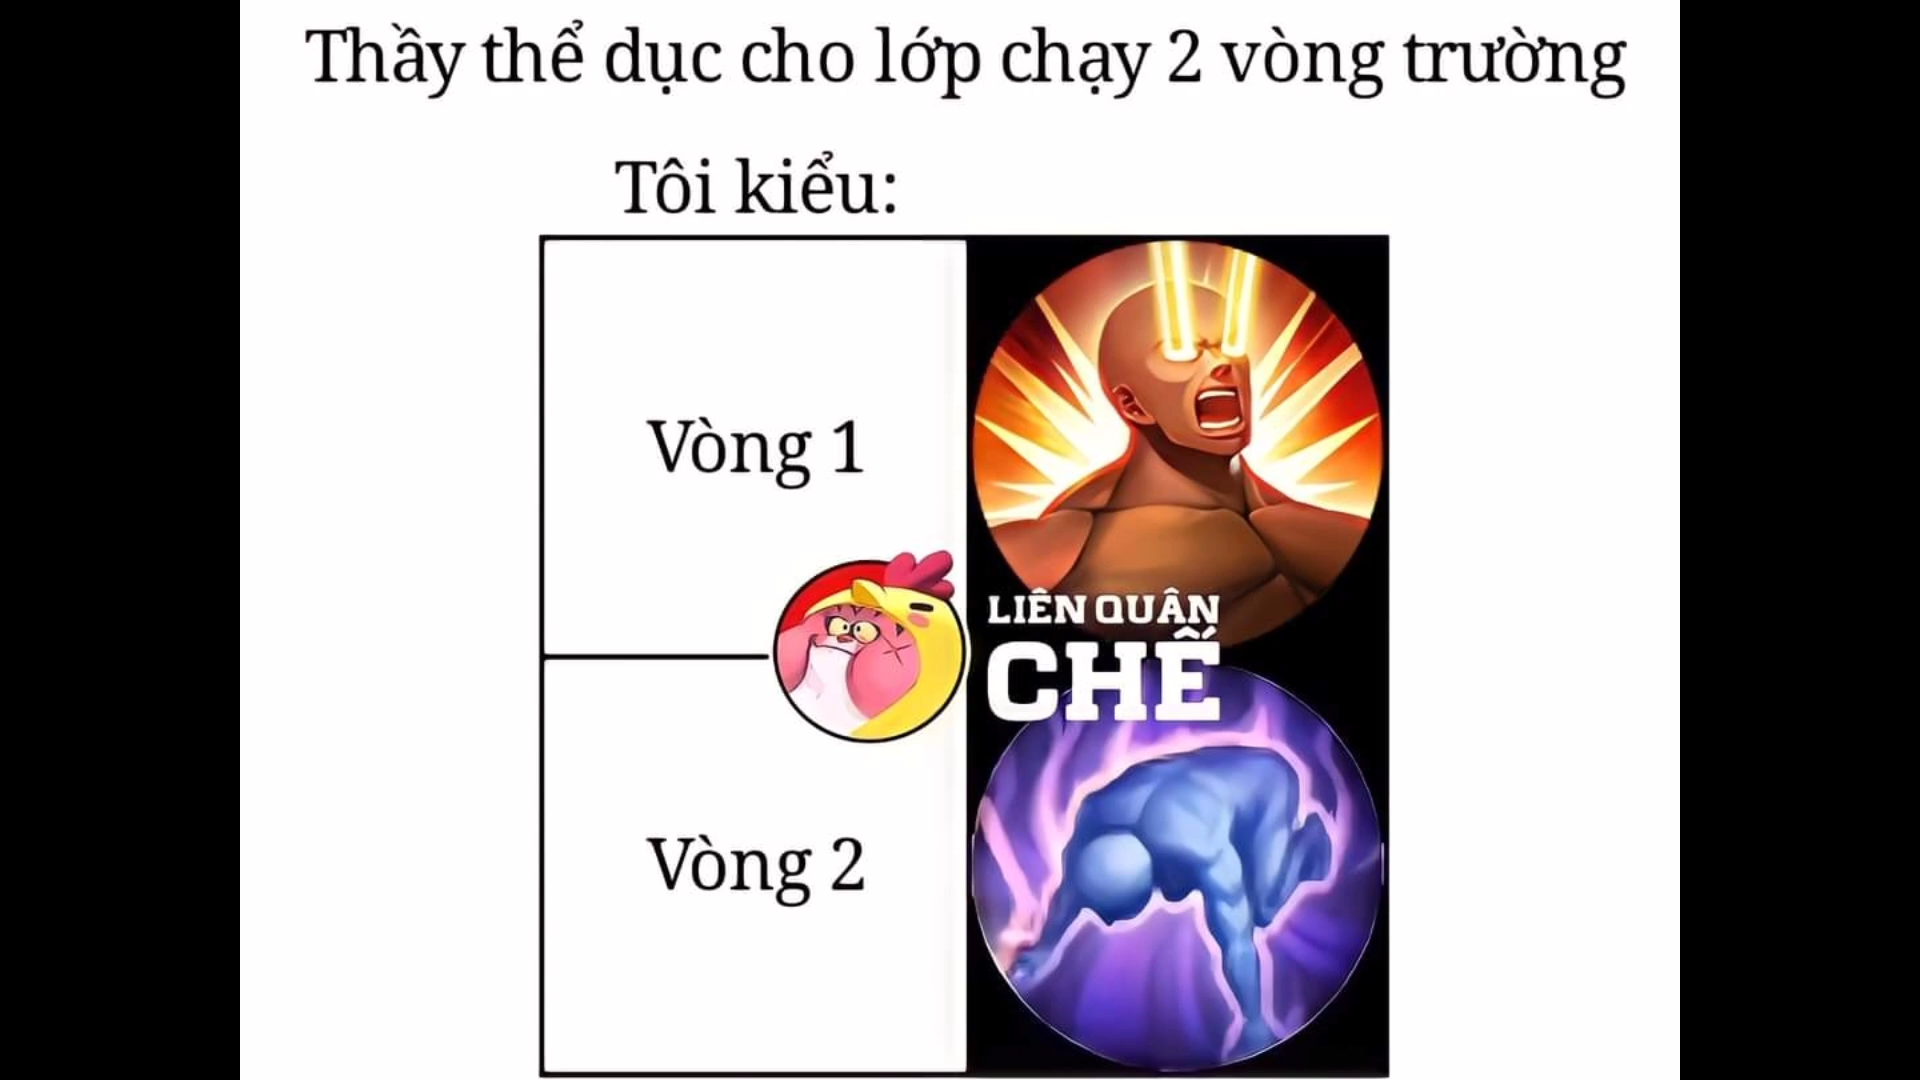 Thầy thể dục cho lớp chạy 2 vòng trường
Tôi kiểu:
Vòng 1
LIÊN QUÂN
CHẾ
Vòng 2